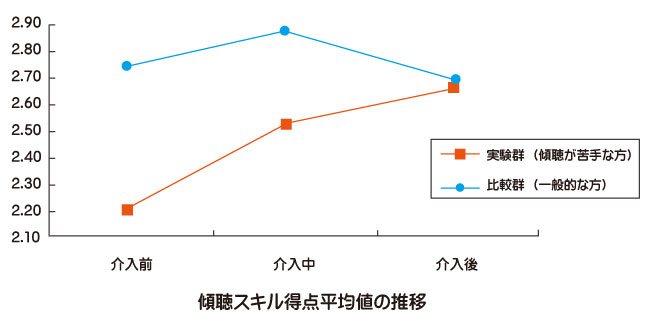 2.90
2.80
2.70
2.60
2.50
2.40
2.30
2.20
2.10
介入前
介入中
介入後
実験群（傾聴が苦手な方）
比較群（一般的な方）
傾聴スキル得点平均値の推移